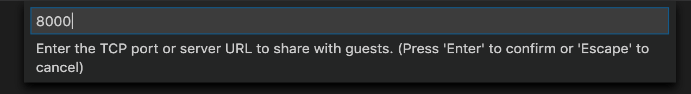 8000
Enter the TCP port or server URL to share with guests. (Press 'Enter' to confirm or 'Escape' to
cancel)